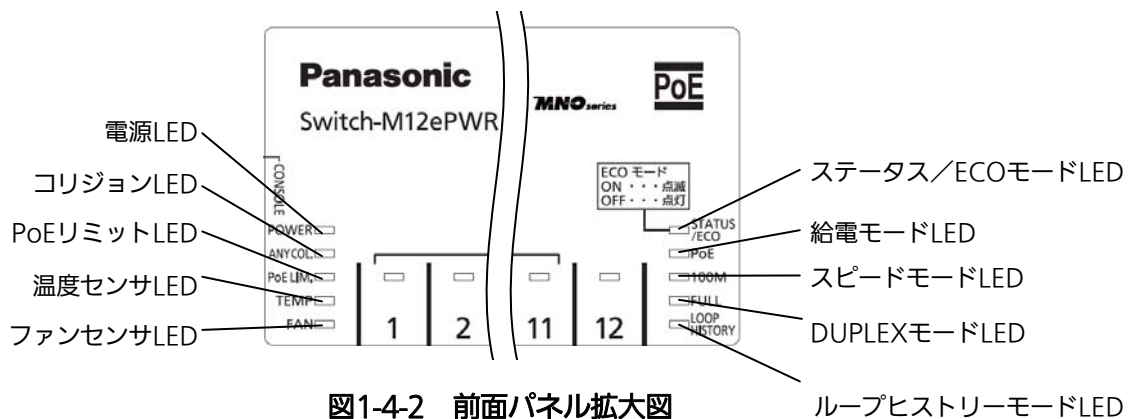 Panasonic
Switch-M12ePWR
MNO series
PoE
電源LED
コリジョンLED
PoEリミットLED
温度センサLED
ファンセンサLED
CONSOLE
POWER
ANY COL.
PoE LIM.
TEMP
FAN
1
2
11
12
ECO モード
ON ・・・点滅
OFF・・・点灯
STATUS
/ECO
PoE
100M
FULL
LOOP
HISTORY
ステータス／ECOモードLED
給電モードLED
スピードモードLED
DUPLEXモードLED
ループヒストリーモードLED
図1-4-2 前面パネル拡大図